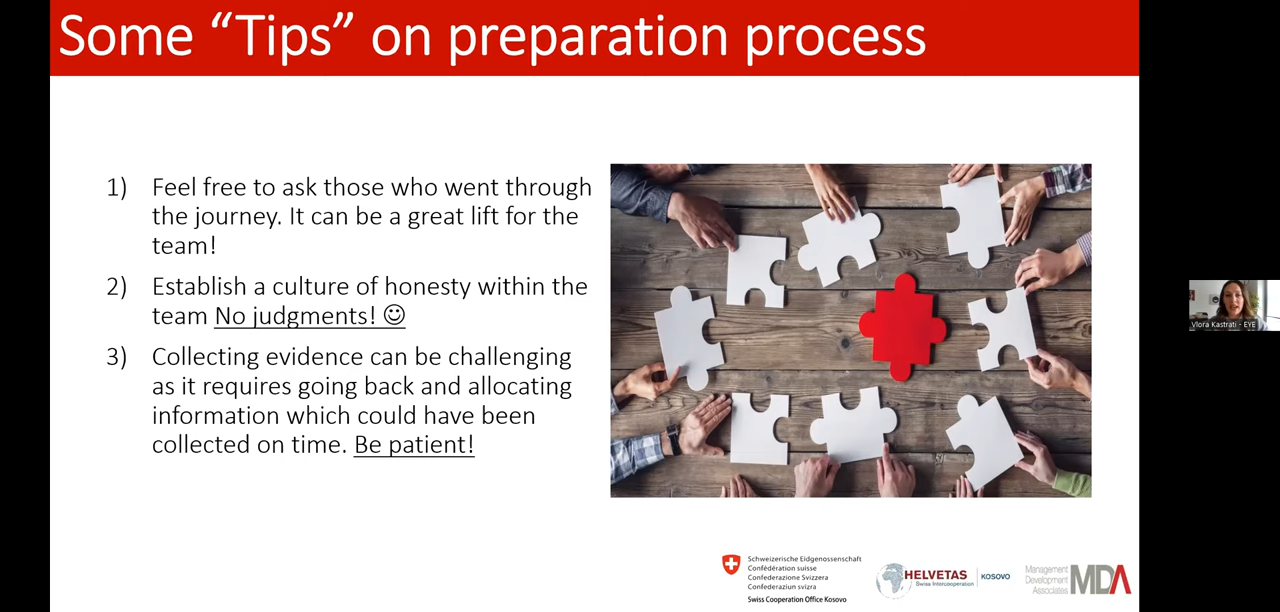 Some “Tips” on preparation process
1) Feel free to ask those who went through
the journey. It can be a great lift for the
team!
2) Establish a culture of honesty within the
team No judgments! ☺
3) Collecting evidence can be challenging
as it requires going back and allocating
information which could have been
collected on time. Be patient!
Vlora Kastrati - EYE
Schweizerische Eidgenossenschaft
Confédération suisse
Confederazione Svizzera
Confederaziun svizra
Swiss Cooperation Office Kosovo
HELVETAS
Swiss Intercooperation
KOSOVO
Management
Development
Associates
MDA